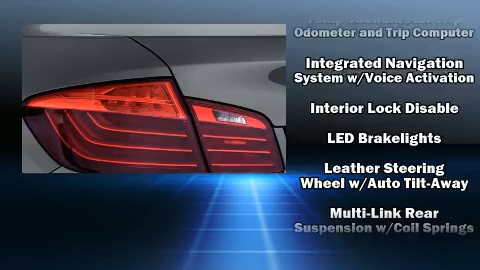 Odometer and Trip Computer
Integrated Navigation
System w/Voice Activation
Interior Lock Disable
LED Brakelights
Leather Steering
Wheel w/Auto Tilt-Away
Multi-Link Rear
Suspension w/Coil Springs